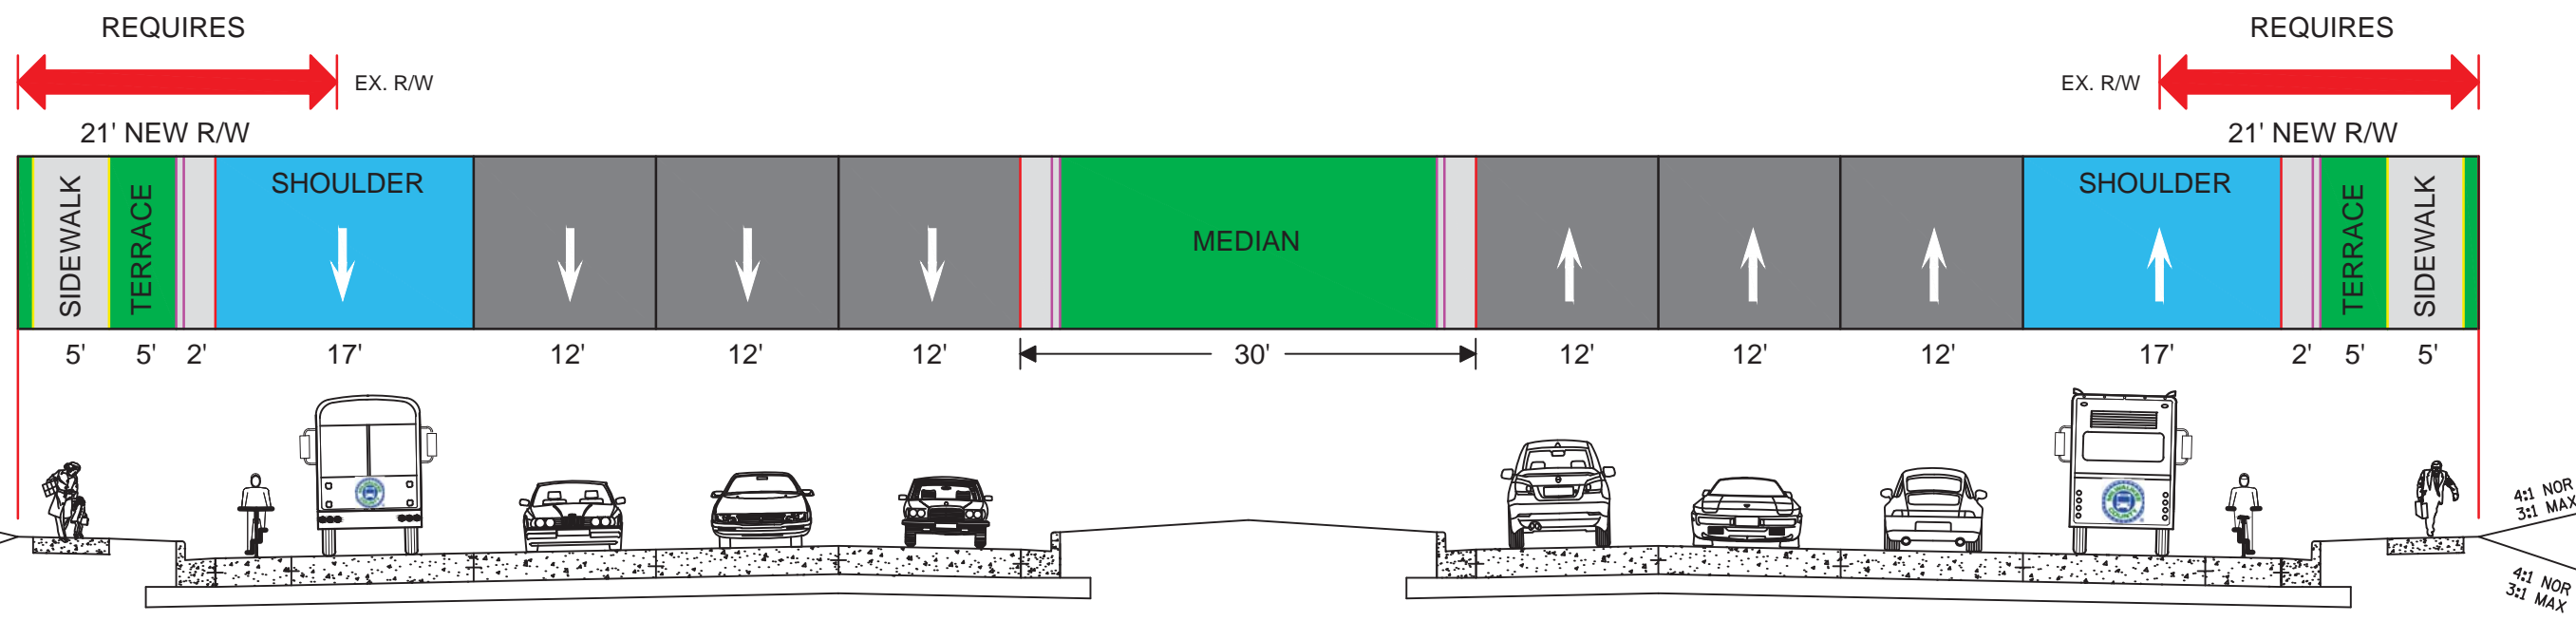 REQUIRES
REQUIRES
EX. R/W
EX. R/W
21' NEW R/W
21' NEW R/W
SIDEWALK
TERRACE
SHOULDER
MEDIAN
SHOULDER
TERRACE
SIDEWALK
5' 5' 2' 17' 12' 12' 12' 30' 12' 12' 12' 17' 2' 5' 5'
MILWAUKEE
COUNTY
4:1 NOR
3:1 MAX
4:1 NOR
3:1 MAX